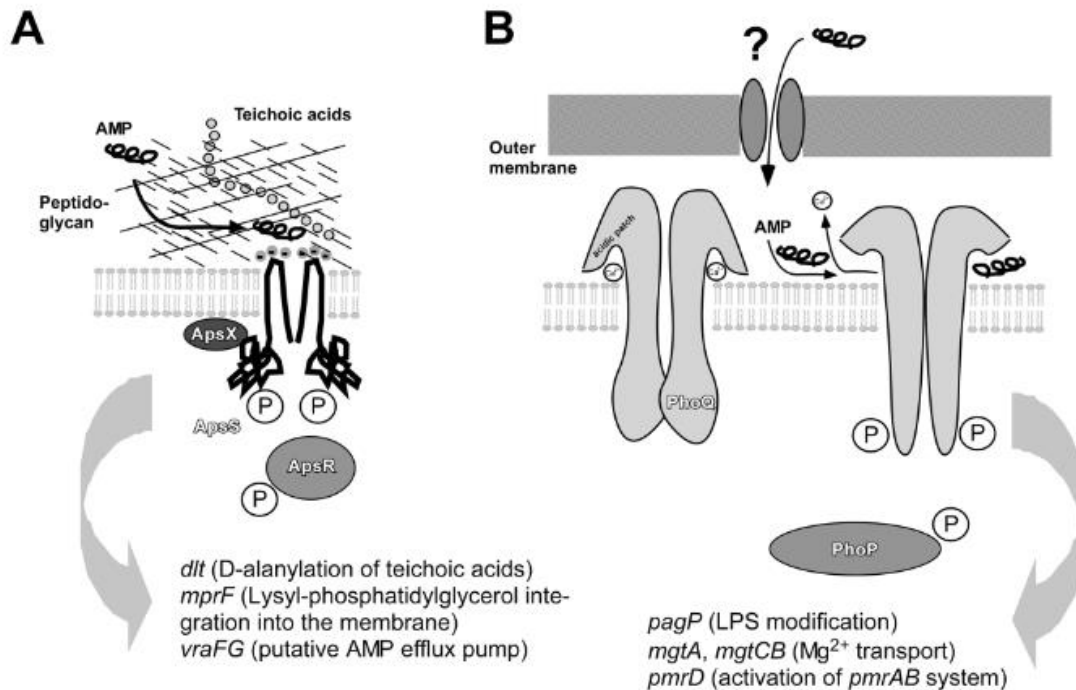 A
Teichoic acids
AMP
Peptido-
glycan
ApsX
P
P
ApsS
ApsR
P
dlt (D-alanylation of teichoic acids)
mprF (Lysyl-phosphatidylglycerol inte-
gration into the membrane)
vraFG (putative AMP efflux pump)
B
?
Outer
membrane
acidic patch
AMP
PhoQ
P
P
P
PhoP
pagP (LPS modification)
mgtA, mgtCB (Mg²⁺ transport)
pmrD (activation of pmrAB system)